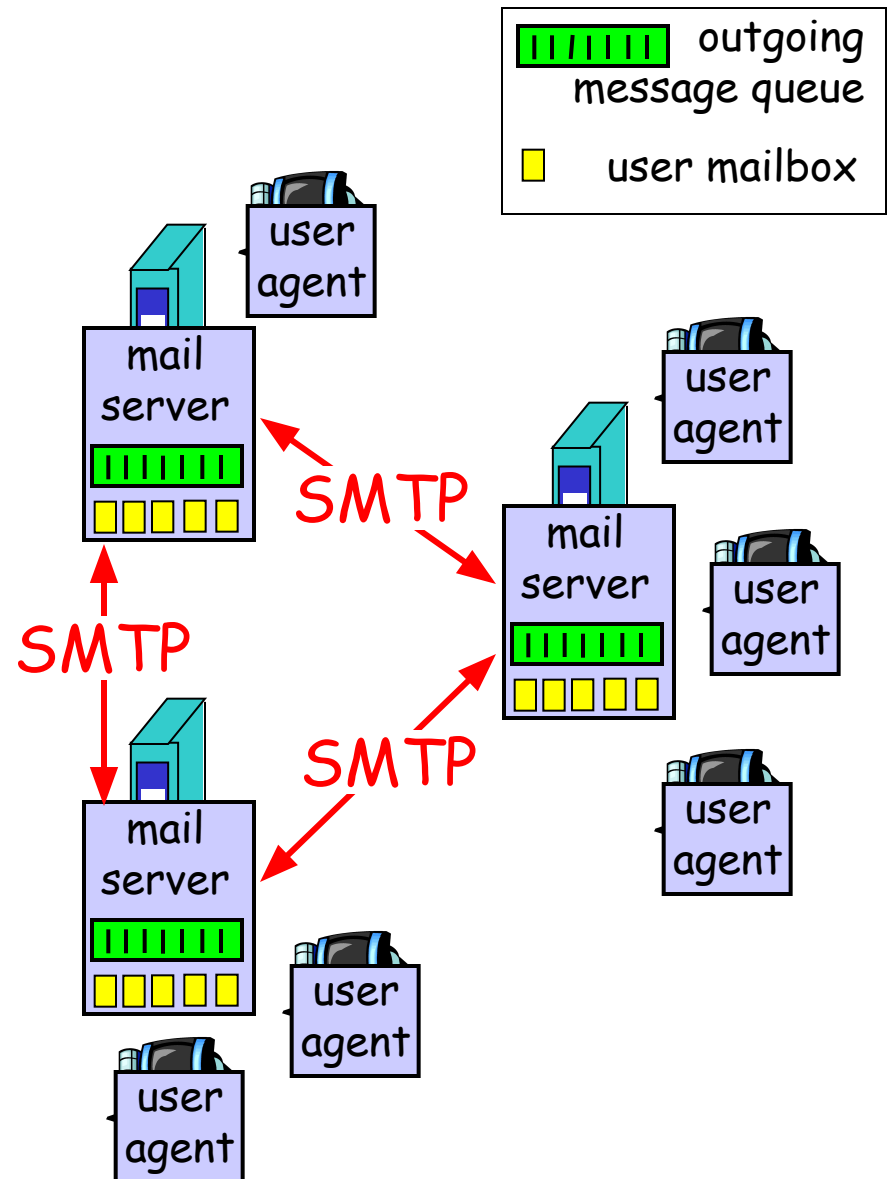 outgoing
message queue
user mailbox
user
agent
mail
server
user
agent
SMTP
mail
server
user
agent
SMTP
SMTP
user
agent
mail
server
user
agent
user
agent